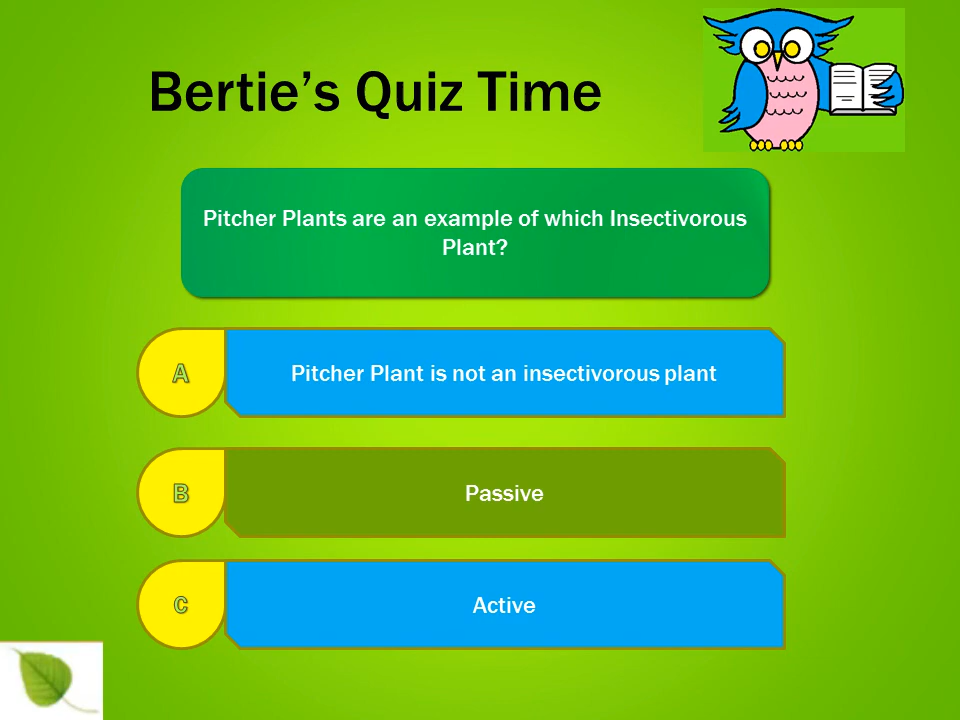 Bertie’s Quiz Time
Pitcher Plants are an example of which Insectivorous
Plant?
A
Pitcher Plant is not an insectivorous plant
B
Passive
C
Active